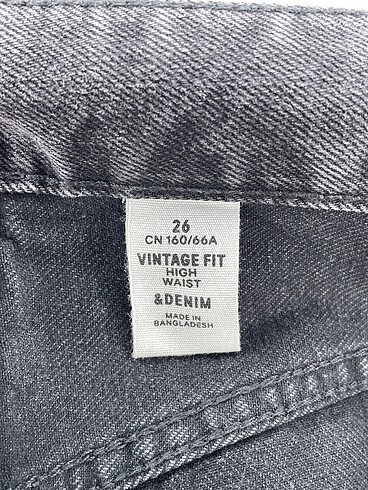 26
CN 160/66A
VINTAGE FIT
HIGH
WAIST
&DENIM
MADE IN
BANGLADESH